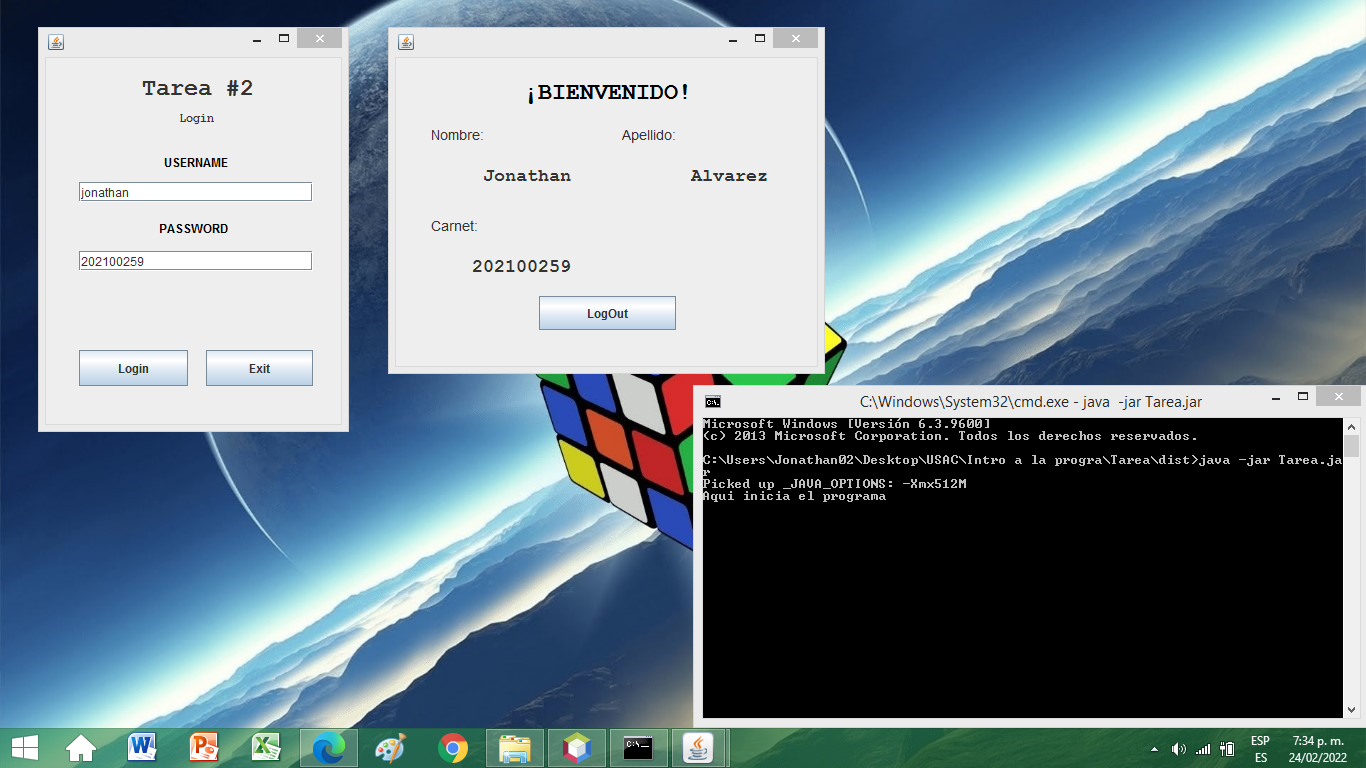 Tarea #2
Login
USERNAME
jonathan
PASSWORD
202100259
Login Exit
¡BIENVENIDO!
Nombre: Apellido:
Jonathan Alvarez
Carnet:
202100259
LogOut
C:\Windows\System32\cmd.exe - java -jar Tarea.jar
Microsoft Windows [Versión 6.3.9600]
(c) 2013 Microsoft Corporation. Todos los derechos reservados.
C:\Users\Jonathan02\Desktop\USAC\Intro a la progra\Tarea\dist>java -jar Tarea.ja
r
Picked up _JAVA_OPTIONS: -Xmx512M
Aqui inicia el programa
ESP 7:34 p. m.
ES 24/02/2022